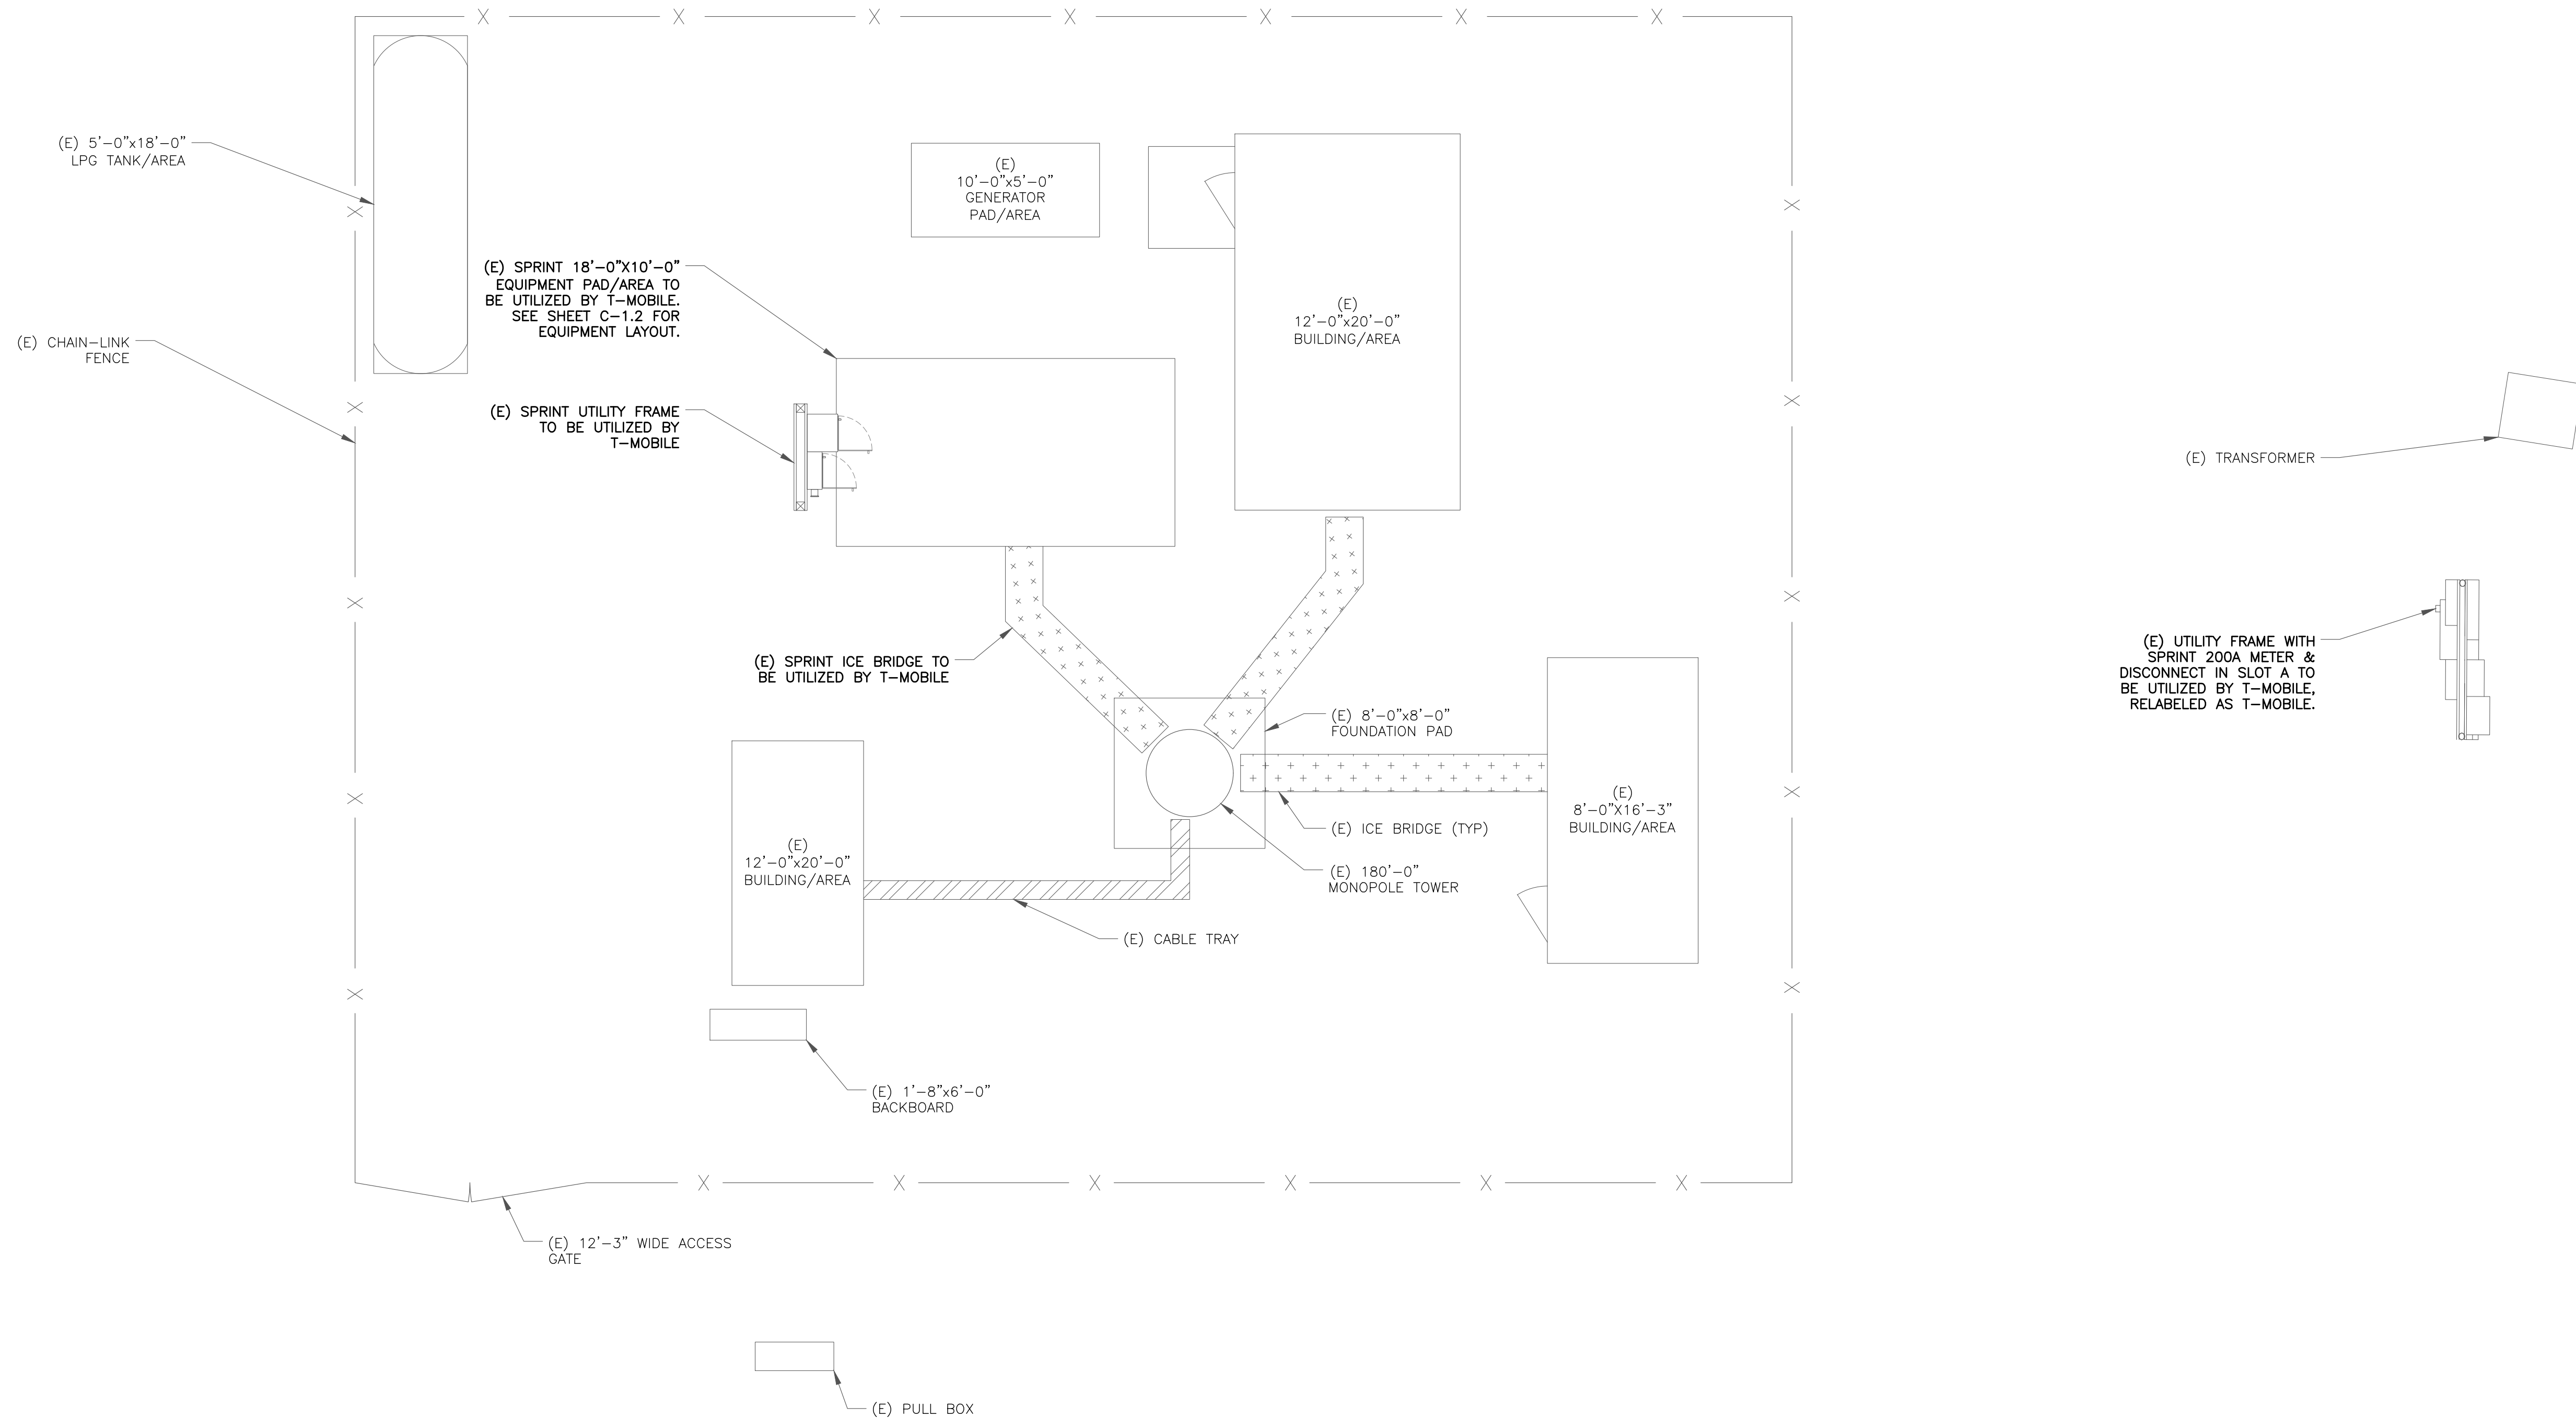 (E) 5'-0"x18'-0"
LPG TANK/AREA
(E)
10'-0"x5'-0"
GENERATOR
PAD/AREA
(E) SPRINT 18'-0"X10'-0"
EQUIPMENT PAD/AREA TO
BE UTILIZED BY T-MOBILE.
SEE SHEET C-1.2 FOR
EQUIPMENT LAYOUT.
(E)
12'-0"x20'-0"
BUILDING/AREA
(E) CHAIN-LINK
FENCE
(E) SPRINT UTILITY FRAME
TO BE UTILIZED BY
T-MOBILE
(E) TRANSFORMER
(E) SPRINT ICE BRIDGE TO
BE UTILIZED BY T-MOBILE
(E) UTILITY FRAME WITH
SPRINT 200A METER &
DISCONNECT IN SLOT A TO
BE UTILIZED BY T-MOBILE,
RELABELED AS T-MOBILE.
(E) 8'-0"x8'-0"
FOUNDATION PAD
(E)
8'-0"X16'-3"
BUILDING/AREA
(E) ICE BRIDGE (TYP)
(E)
12'-0"x20'-0"
BUILDING/AREA
(E) 180'-0"
MONOPOLE TOWER
(E) CABLE TRAY
(E) 1'-8"x6'-0"
BACKBOARD
(E) 12'-3" WIDE ACCESS
GATE
(E) PULL BOX